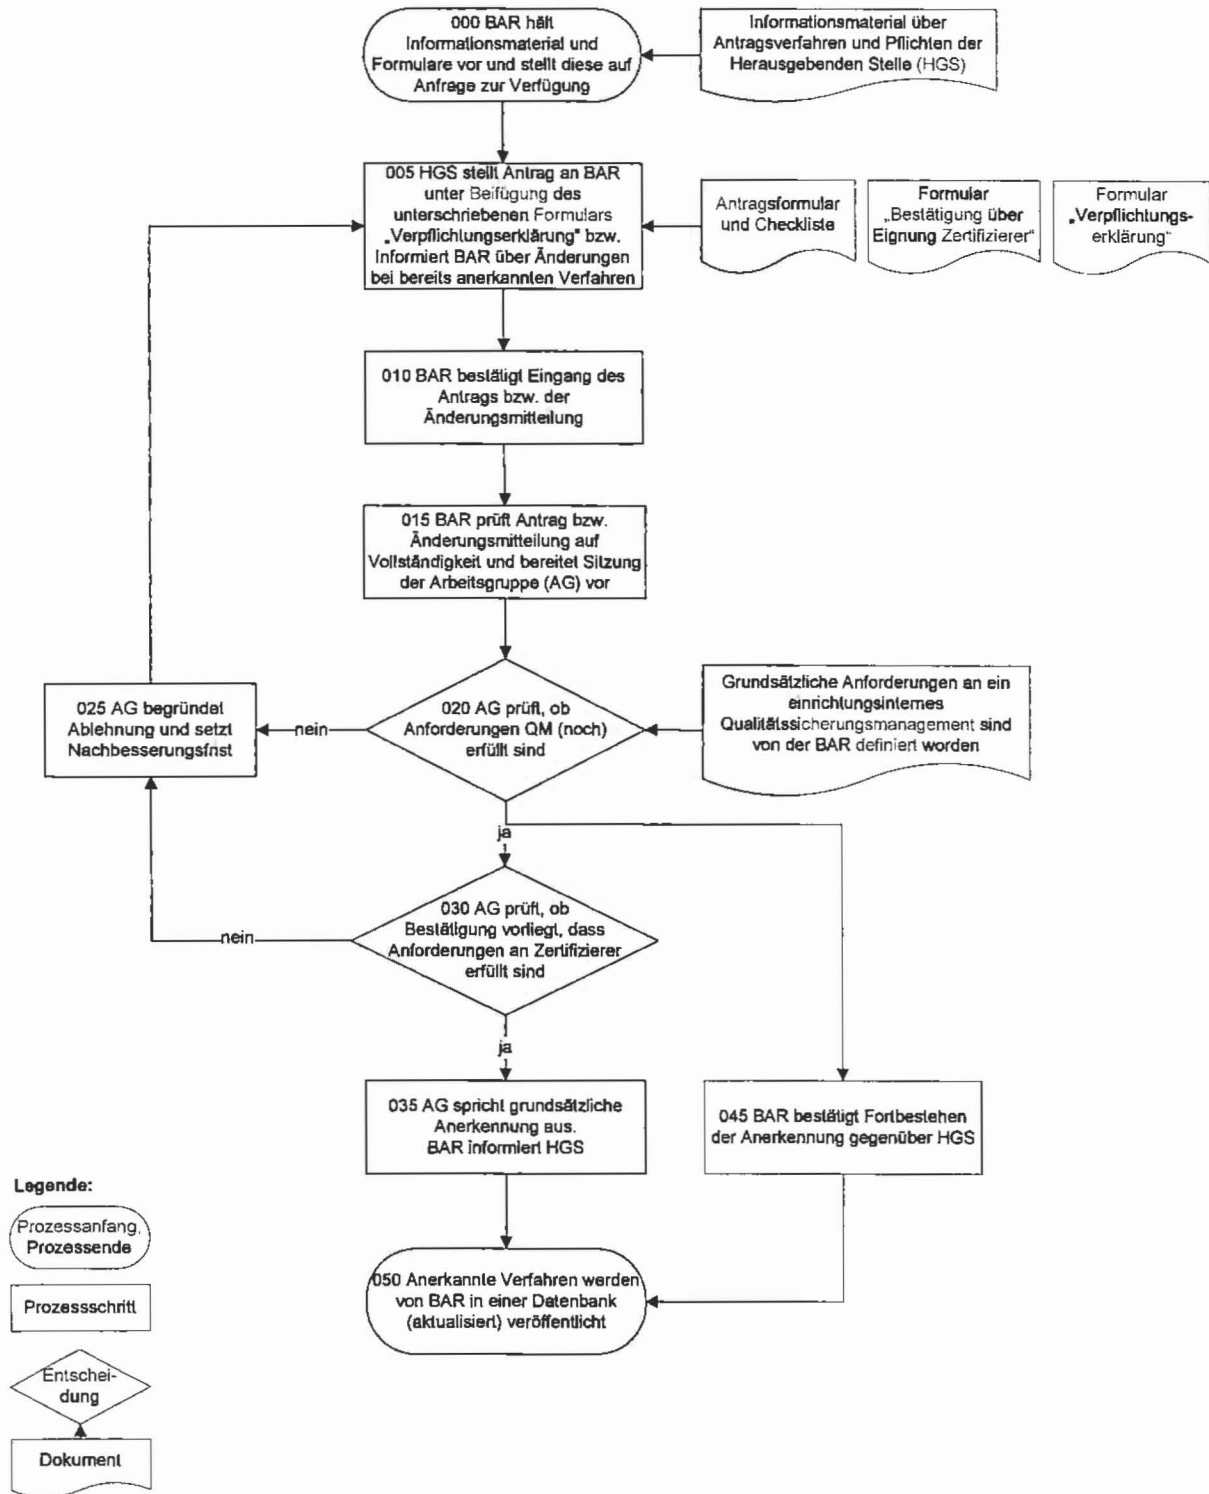 000 BAR hält
Informationsmaterial und
Formulare vor und stellt diese auf
Anfrage zur Verfügung
Informationsmaterial über
Antragsverfahren und Pflichten der
Herausgebenden Stelle (HGS)
005 HGS stellt Antrag an BAR
unter Beifügung des
unterschriebenen Formulars
„Verpflichtungserklärung" bzw.
Informiert BAR über Änderungen
bei bereits anerkannten Verfahren
Antragsformular
und Checkliste
Formular
„Bestätigung über
Eignung Zertifizierer"
Formular
„Verpflichtungs-
erklärung"
010 BAR bestätigt Eingang des
Antrags bzw. der
Änderungsmitteilung
015 BAR prüft Antrag bzw.
Änderungsmitteilung auf
Vollständigkeit und bereitet Sitzung
der Arbeitsgruppe (AG) vor
025 AG begründet
Ablehnung und setzt
Nachbesserungsfrist
nein
020 AG prüft, ob
Anforderungen QM (noch)
erfüllt sind
Grundsätzliche Anforderungen an ein
einrichtungsinternes
Qualitätssicherungsmanagement sind
von der BAR definiert worden
ja
nein
030 AG prüft, ob
Bestätigung vorliegt, dass
Anforderungen an Zertifizierer
erfüllt sind
ja
035 AG spricht grundsätzliche
Anerkennung aus.
BAR informiert HGS
045 BAR bestätigt Fortbestehen
der Anerkennung gegenüber HGS
050 Anerkannte Verfahren werden
von BAR in einer Datenbank
(aktualisiert) veröffentlicht
Legende:
Prozessanfang,
Prozessende
Prozessschritt
Entschei-
dung
Dokument